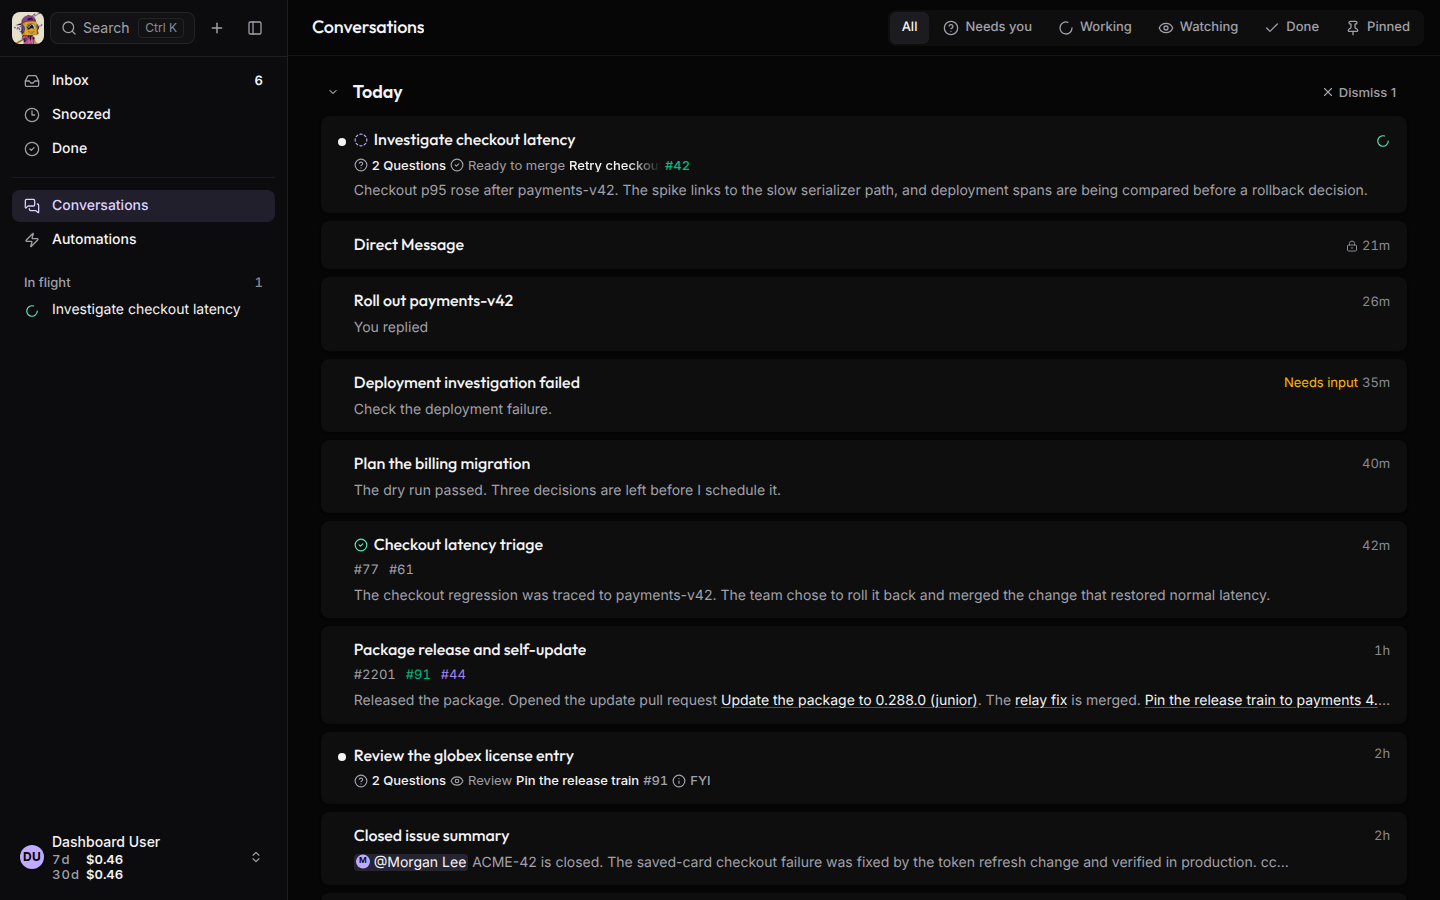 Search Ctrl K
Inbox 6
Snoozed
Done
Conversations
Automations
In flight 1
Investigate checkout latency
DU Dashboard User
7d $0.46
30d $0.46
Conversations
All Needs you Working Watching Done Pinned
Today Dismiss 1
Investigate checkout latency
2 Questions Ready to merge Retry checkou #42
Checkout p95 rose after payments-v42. The spike links to the slow serializer path, and deployment spans are being compared before a rollback decision.
Direct Message 21m
Roll out payments-v42 26m
You replied
Deployment investigation failed Needs input 35m
Check the deployment failure.
Plan the billing migration 40m
The dry run passed. Three decisions are left before I schedule it.
Checkout latency triage 42m
#77 #61
The checkout regression was traced to payments-v42. The team chose to roll it back and merged the change that restored normal latency.
Package release and self-update 1h
#2201 #91 #44
Released the package. Opened the update pull request Update the package to 0.288.0 (junior). The relay fix is merged. Pin the release train to payments 4....
Review the globex license entry 2h
2 Questions Review Pin the release train #91 FYI
Closed issue summary 2h
M @Morgan Lee ACME-42 is closed. The saved-card checkout failure was fixed by the token refresh change and verified in production. cc...